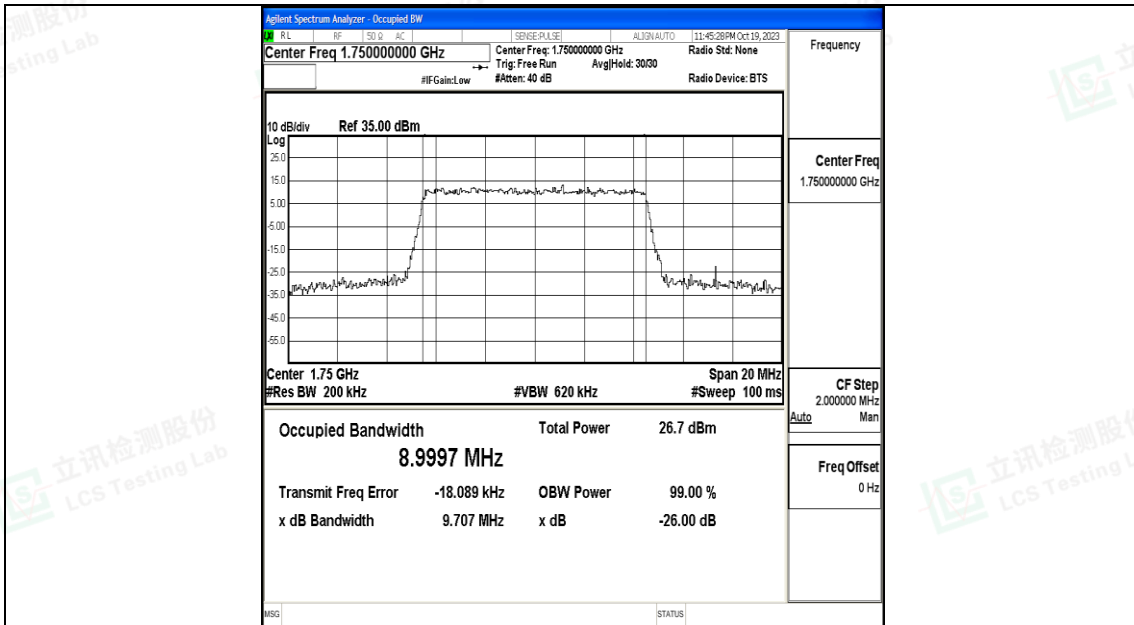 Agilent Spectrum Analyzer - Occupied BW
RL RF 50 Ω AC SENSE:PULSE ALIGN AUTO 11:45:28 PM Oct 19, 2023
Center Freq 1.750000000 GHz
Center Freq: 1.750000000 GHz
Radio Std: None
Trig: Free Run Avg|Hold: 30/30
#IFGain:Low
#Atten: 40 dB
Radio Device: BTS
10 dB/div Ref 35.00 dBm
Log
25.0
15.0
5.00
-5.00
-15.0
-25.0
-35.0
-45.0
-55.0
Center 1.75 GHz
Span 20 MHz
#Res BW 200 kHz
#VBW 620 kHz
#Sweep 100 ms
Occupied Bandwidth
Total Power 26.7 dBm
8.9997 MHz
Transmit Freq Error -18.089 kHz
OBW Power 99.00 %
x dB Bandwidth 9.707 MHz
x dB -26.00 dB
MSG
STATUS
Frequency
Center Freq
1.750000000 GHz
CF Step
2.000000 MHz
Auto Man
Freq Offset
0 Hz
测股份
sting Lab
立讯检测股份
LCS Testing Lab
立讯检测股份
LCS Testing L